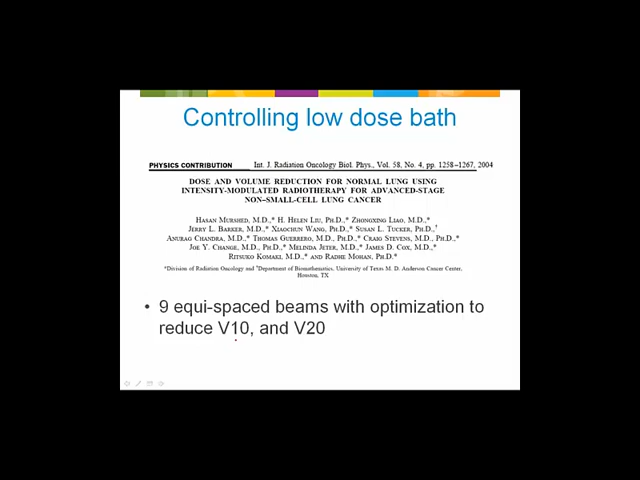 Controlling low dose bath
PHYSICS CONTRIBUTION Int. J. Radiation Oncology Biol. Phys., Vol. 58, No. 4, pp. 1258–1267, 2004
DOSE AND VOLUME REDUCTION FOR NORMAL LUNG USING
INTENSITY-MODULATED RADIOTHERAPY FOR ADVANCED-STAGE
NON–SMALL-CELL LUNG CANCER
Hasan Murshed, M.D.,* H. Helen Liu, Ph.D.,* Zhongxing Liao, M.D.,*
Jerry L. Barker, M.D.,* Xiaochun Wang, Ph.D.,* Susan L. Tucker, Ph.D.,†
Anurag Chandra, M.D.,* Thomas Guerrero, M.D., Ph.D.,* Craig Stevens, M.D., Ph.D.,*
Joe Y. Chang, M.D., Ph.D.,* Melinda Jeter, M.D.,* James D. Cox, M.D.,*
Ritsuko Komaki, M.D.,* and Radhe Mohan, Ph.D.*
*Division of Radiation Oncology and †Department of Biomathematics, University of Texas M. D. Anderson Cancer Center,
Houston, TX
• 9 equi-spaced beams with optimization to
reduce V10, and V20